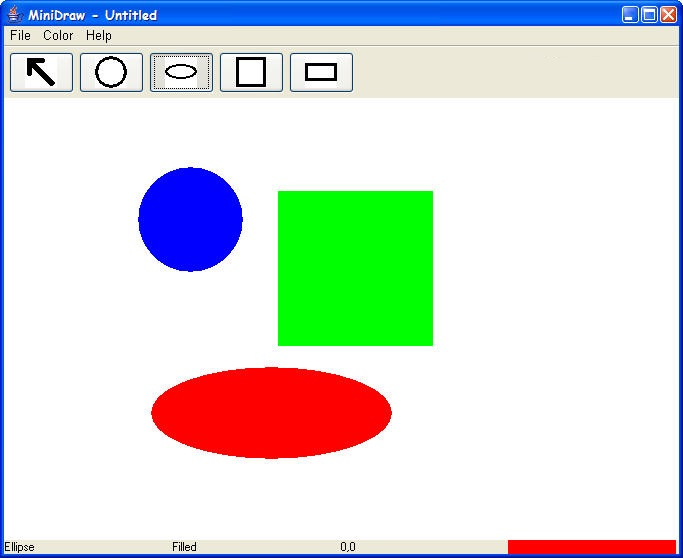 MiniDraw - Untitled
File Color Help
Ellipse Filled 0,0